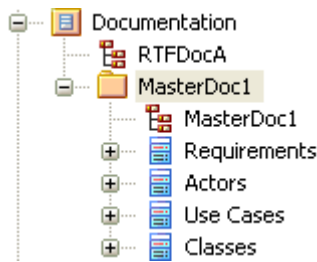 Documentation
RTFDocA
MasterDoc1
MasterDoc1
Requirements
Actors
Use Cases
Classes